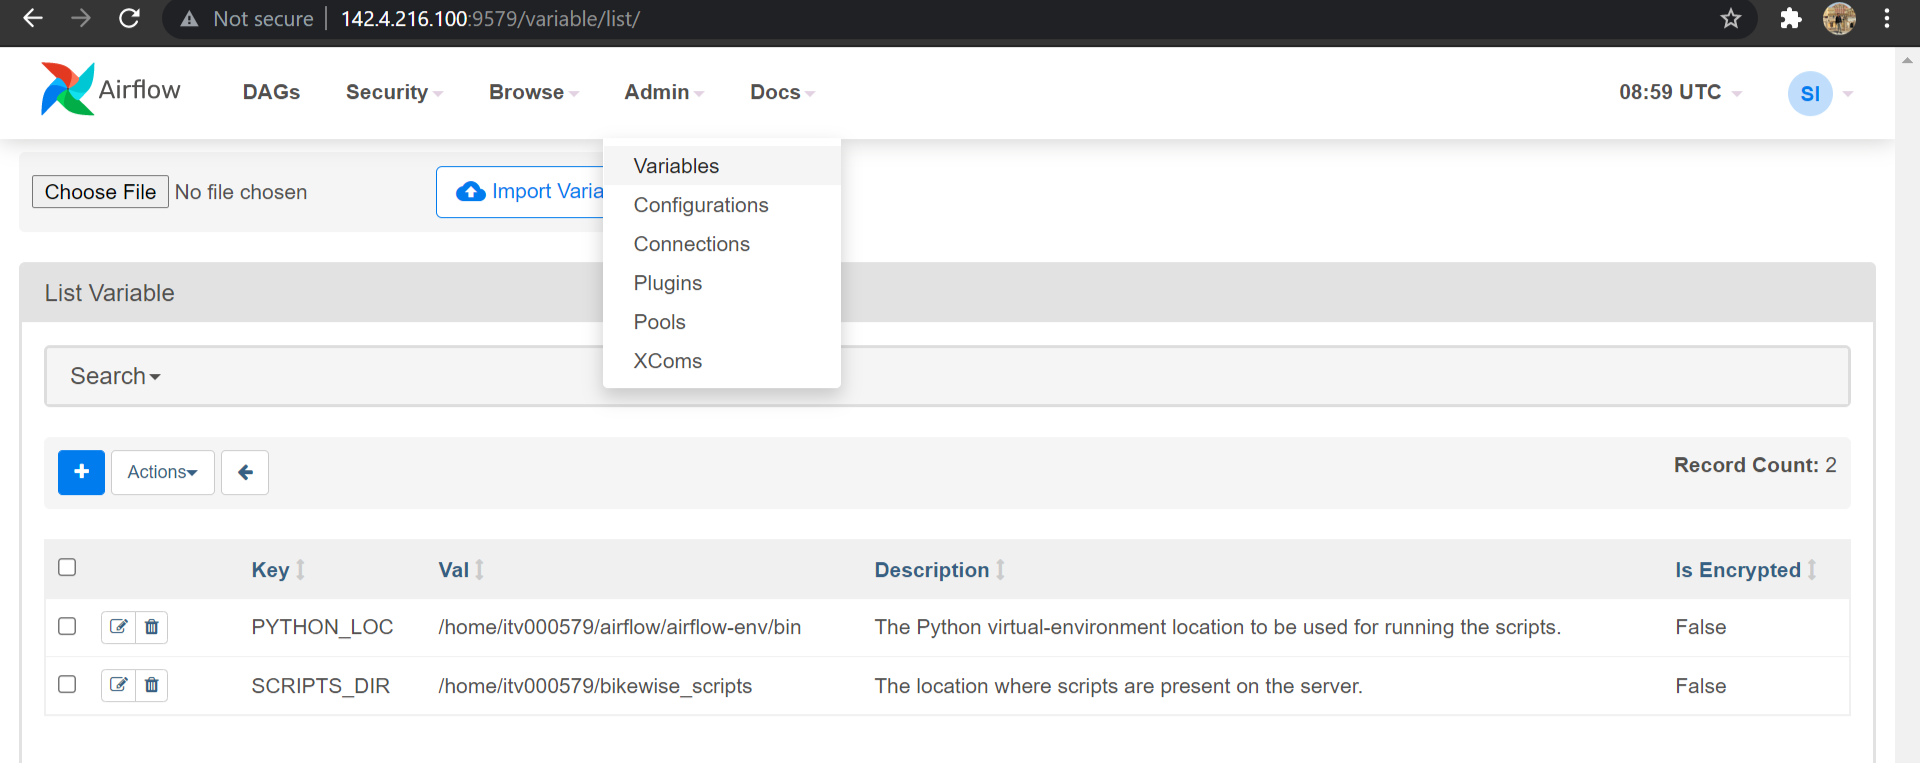 Not secure 142.4.216.100:9579/variable/list/
Airflow DAGs Security Browse Admin Docs 08:59 UTC SI
Variables
Choose File No file chosen Import Varia
Configurations
Connections
Plugins
List Variable
Pools
XComs
Search
+ Actions Record Count: 2
Key Val Description Is Encrypted
PYTHON_LOC /home/itv000579/airflow/airflow-env/bin The Python virtual-environment location to be used for running the scripts. False
SCRIPTS_DIR /home/itv000579/bikewise_scripts The location where scripts are present on the server. False